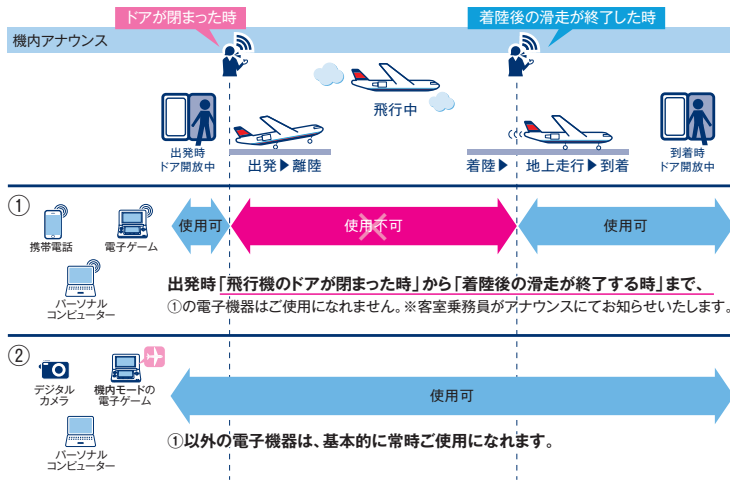 ドアが閉まった時
着陸後の滑走が終了した時
機内アナウンス
飛行中
出発時
ドア開放中
出発▶離陸
着陸▶
地上走行▶到着
到着時
ドア開放中
①
携帯電話
電子ゲーム
パーソナル
コンピューター
使用可
使用不可
使用可
出発時「飛行機のドアが閉まった時」から「着陸後の滑走が終了する時」まで、
①の電子機器はご使用になれません。※客室乗務員がアナウンスにてお知らせいたします。
②
デジタル
カメラ
機内モードの
電子ゲーム
パーソナル
コンピューター
使用可
①以外の電子機器は、基本的に常時ご使用になれます。